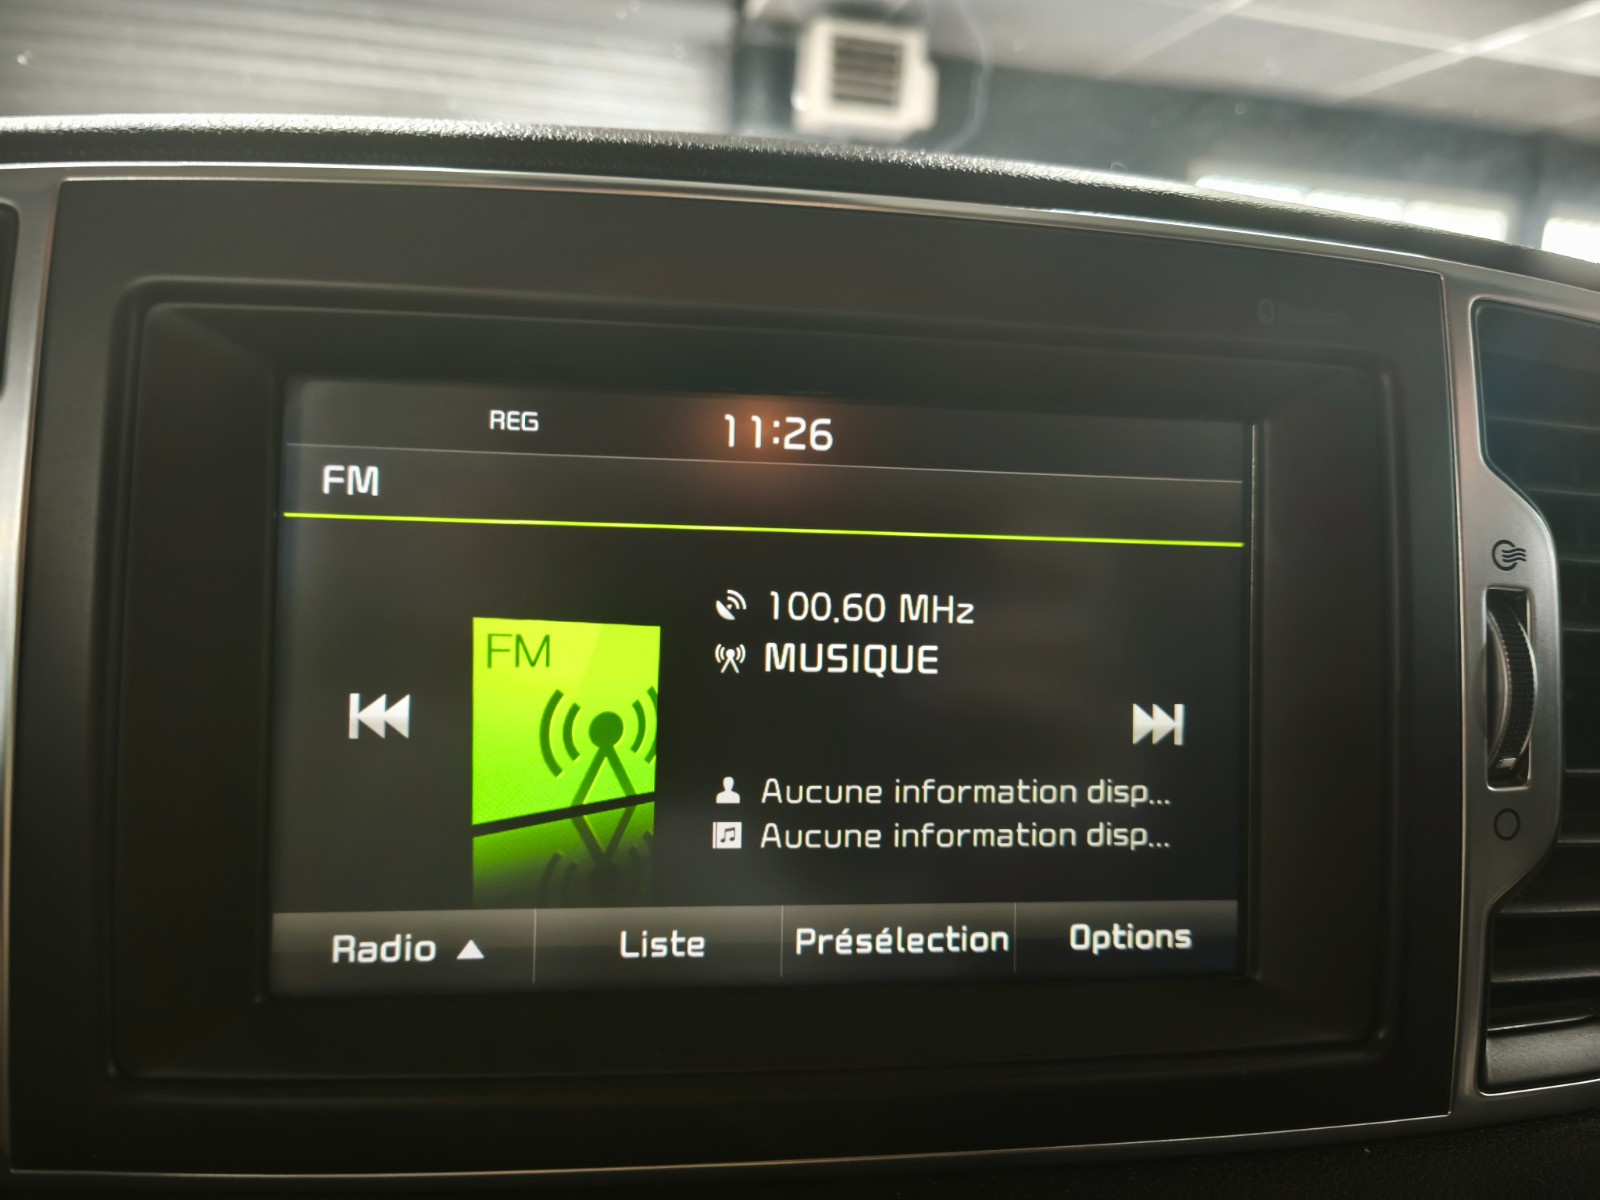 REG
11:26
FM
FM
100.60 MHz
MUSIQUE
Aucune information disp...
Aucune information disp...
Radio ▲
Liste
Présélection
Options